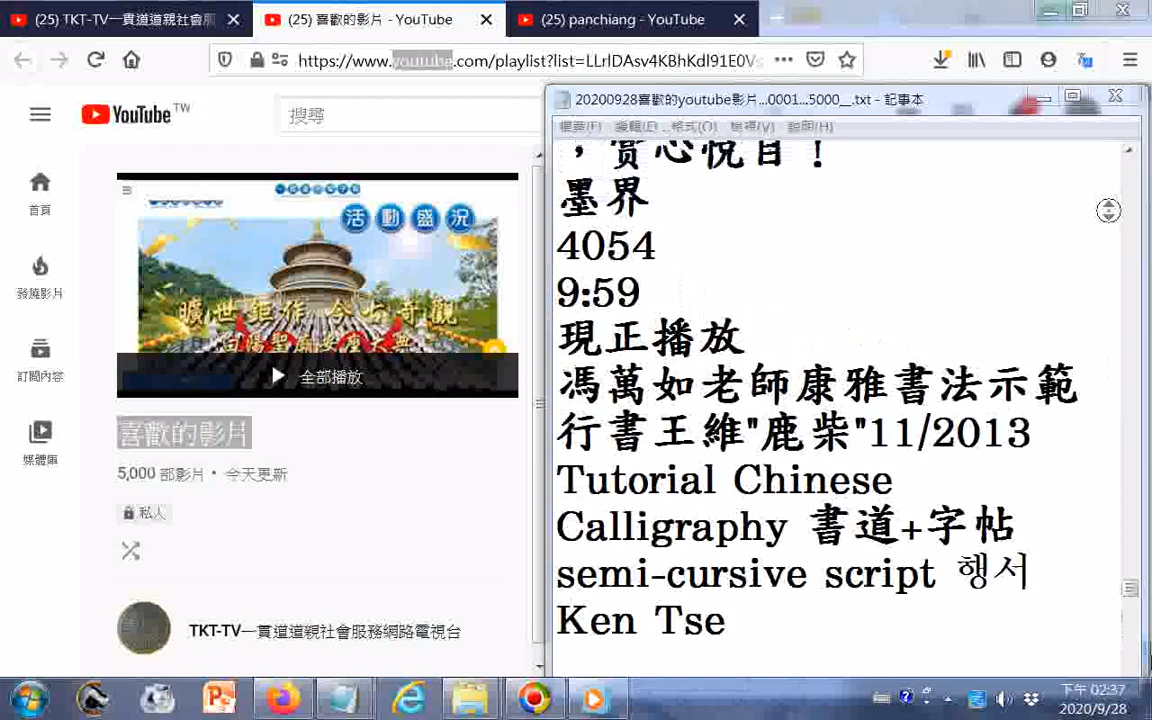 (25) TKT-TV一貫道道親社會服
(25) 喜歡的影片 - YouTube
(25) panchiang - YouTube
https://www.youtube.com/playlist?list=LLrlDAsv4KBhKdl91E0Vs
YouTube TW
搜尋
首頁
發燒影片
訂閱內容
媒體庫
活動盛況
曠世鉅作 今古奇觀
白陽聖廟安座大典
全部播放
喜歡的影片
5,000 部影片・今天更新
私人
TKT-TV一貫道道親社會服務網路電視台
20200928喜歡的youtube影片...0001...5000__.txt - 記事本
檔案(F) 編輯(E) 格式(O) 檢視(V) 說明(H)
，賞心悅目！
墨界
4054
9:59
現正播放
馮萬如老師康雅書法示範
行書王維"鹿柴"11/2013
Tutorial Chinese
Calligraphy 書道+字帖
semi-cursive script 행서
Ken Tse
下午 02:37
2020/9/28